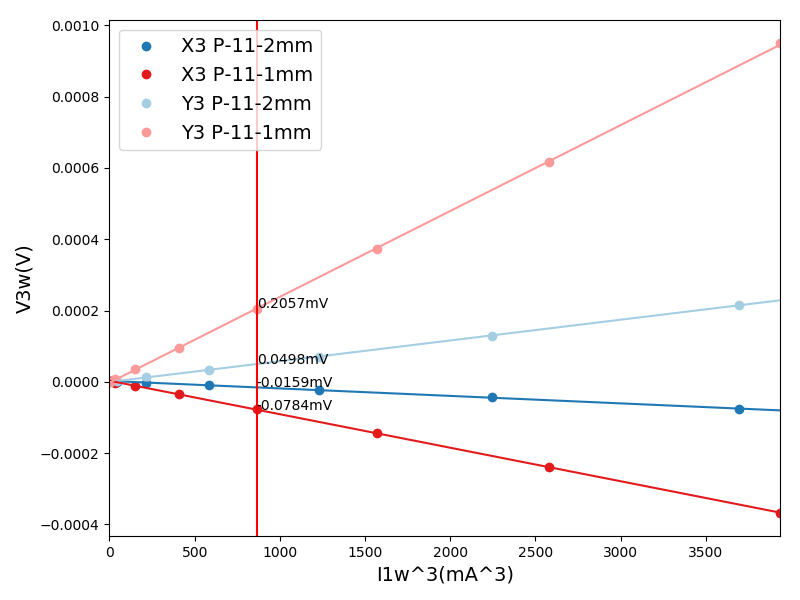 0.0010
0.0008
0.0006
0.0004
0.0002
0.0000
−0.0002
−0.0004
V3w(V)
X3 P-11-2mm
X3 P-11-1mm
Y3 P-11-2mm
Y3 P-11-1mm
0.2057mV
0.0498mV
-0.0159mV
-0.0784mV
0 500 1000 1500 2000 2500 3000 3500
I1w^3(mA^3)